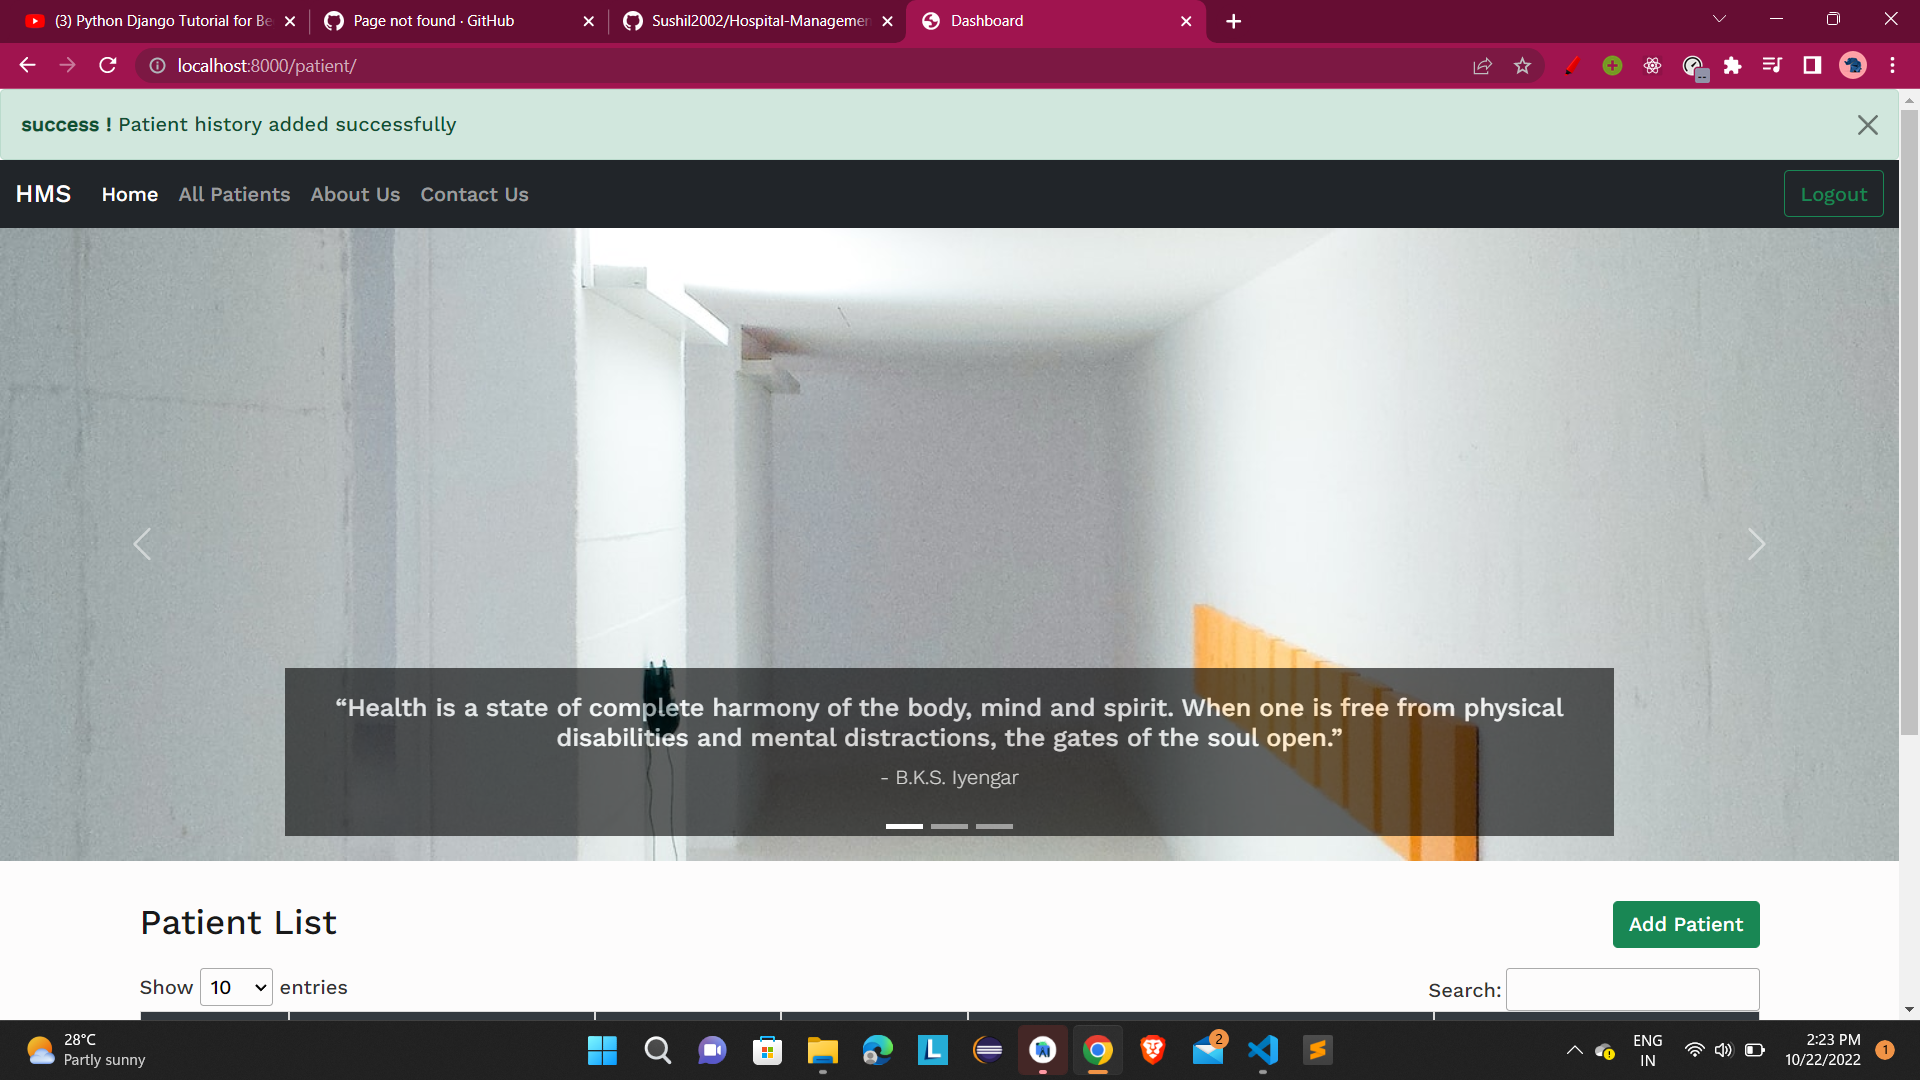 (3) Python Django Tutorial for Be
Page not found · GitHub
Sushil2002/Hospital-Managemen
Dashboard
localhost:8000/patient/
success ! Patient history added successfully
HMS
Home
All Patients
About Us
Contact Us
Logout
“Health is a state of complete harmony of the body, mind and spirit. When one is free from physical
disabilities and mental distractions, the gates of the soul open.”
- B.K.S. Iyengar
Patient List
Add Patient
Show 10 entries
Search:
28°C
Partly sunny
2
ENG
IN
2:23 PM
10/22/2022
1